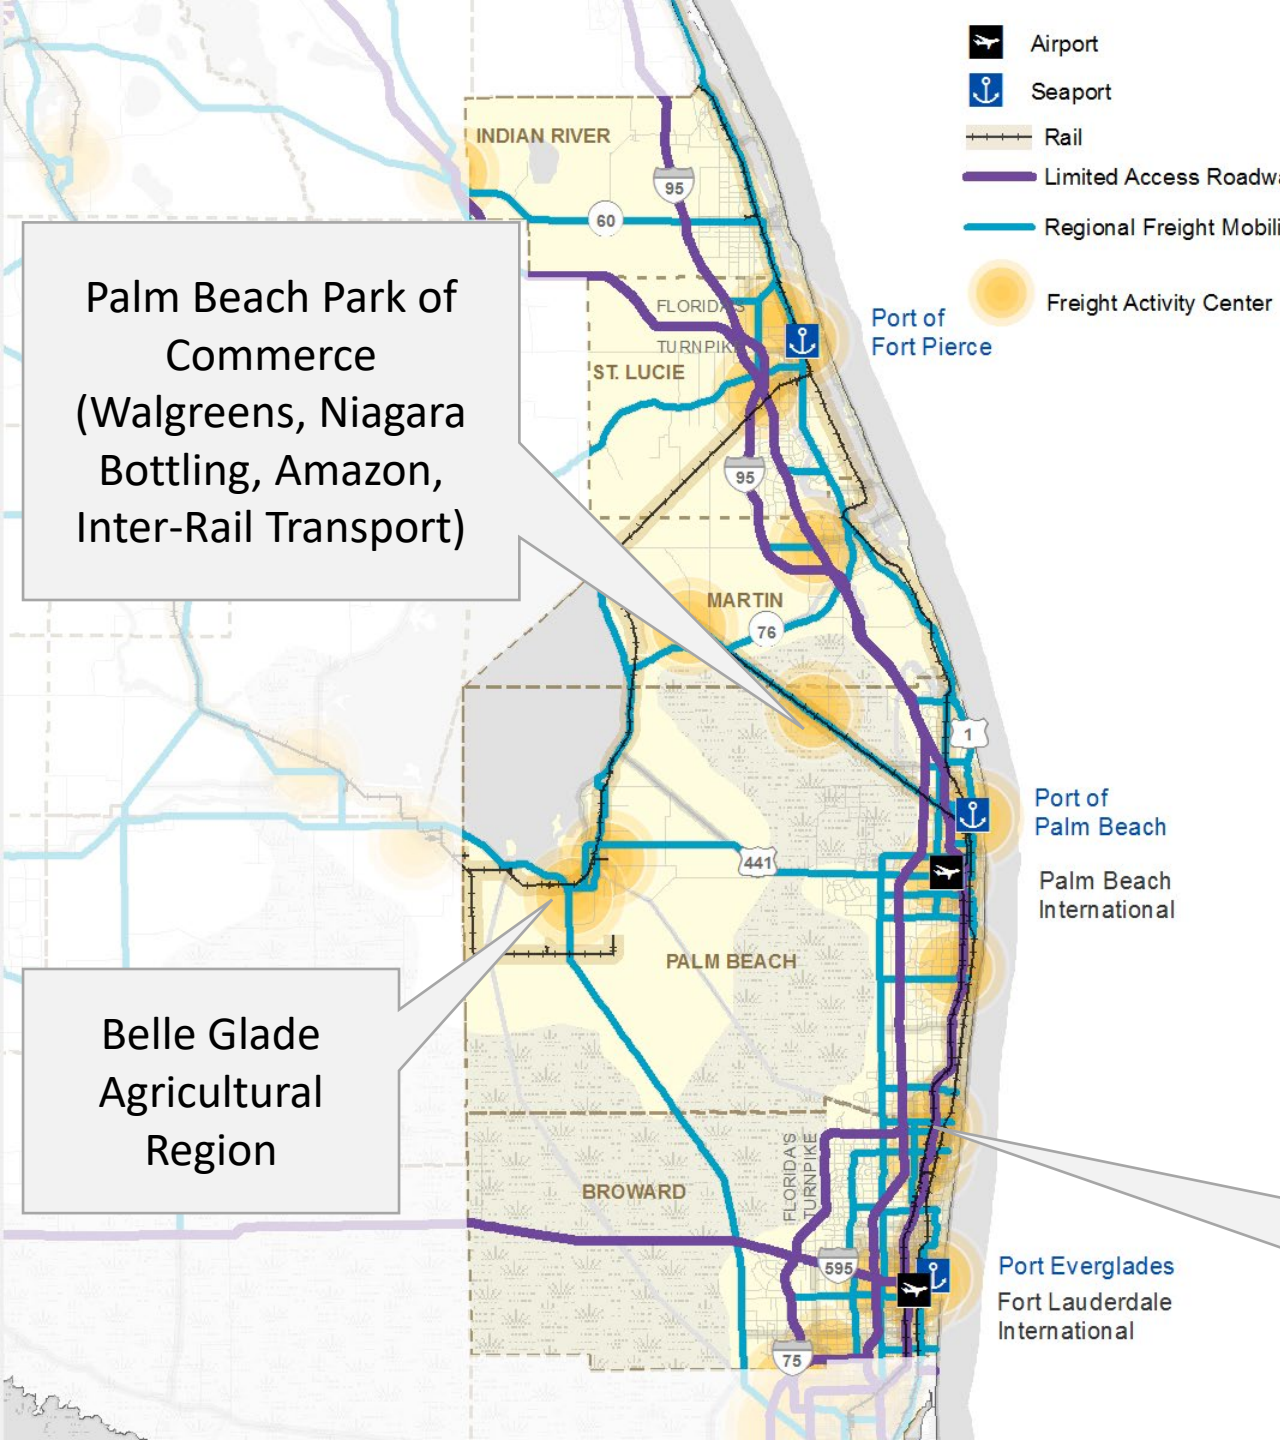 Airport
Seaport
Rail
Limited Access Roadwa
Regional Freight Mobili
Freight Activity Center
INDIAN RIVER
95
60
Palm Beach Park of
Commerce
(Walgreens, Niagara
Bottling, Amazon,
Inter-Rail Transport)
FLORIDA'S
TURNPIKE
ST. LUCIE
Port of
Fort Pierce
95
MARTIN
76
1
Port of
Palm Beach
441
Palm Beach
International
PALM BEACH
Belle Glade
Agricultural
Region
FLORIDA'S
TURNPIKE
BROWARD
595
Port Everglades
Fort Lauderdale
International
75